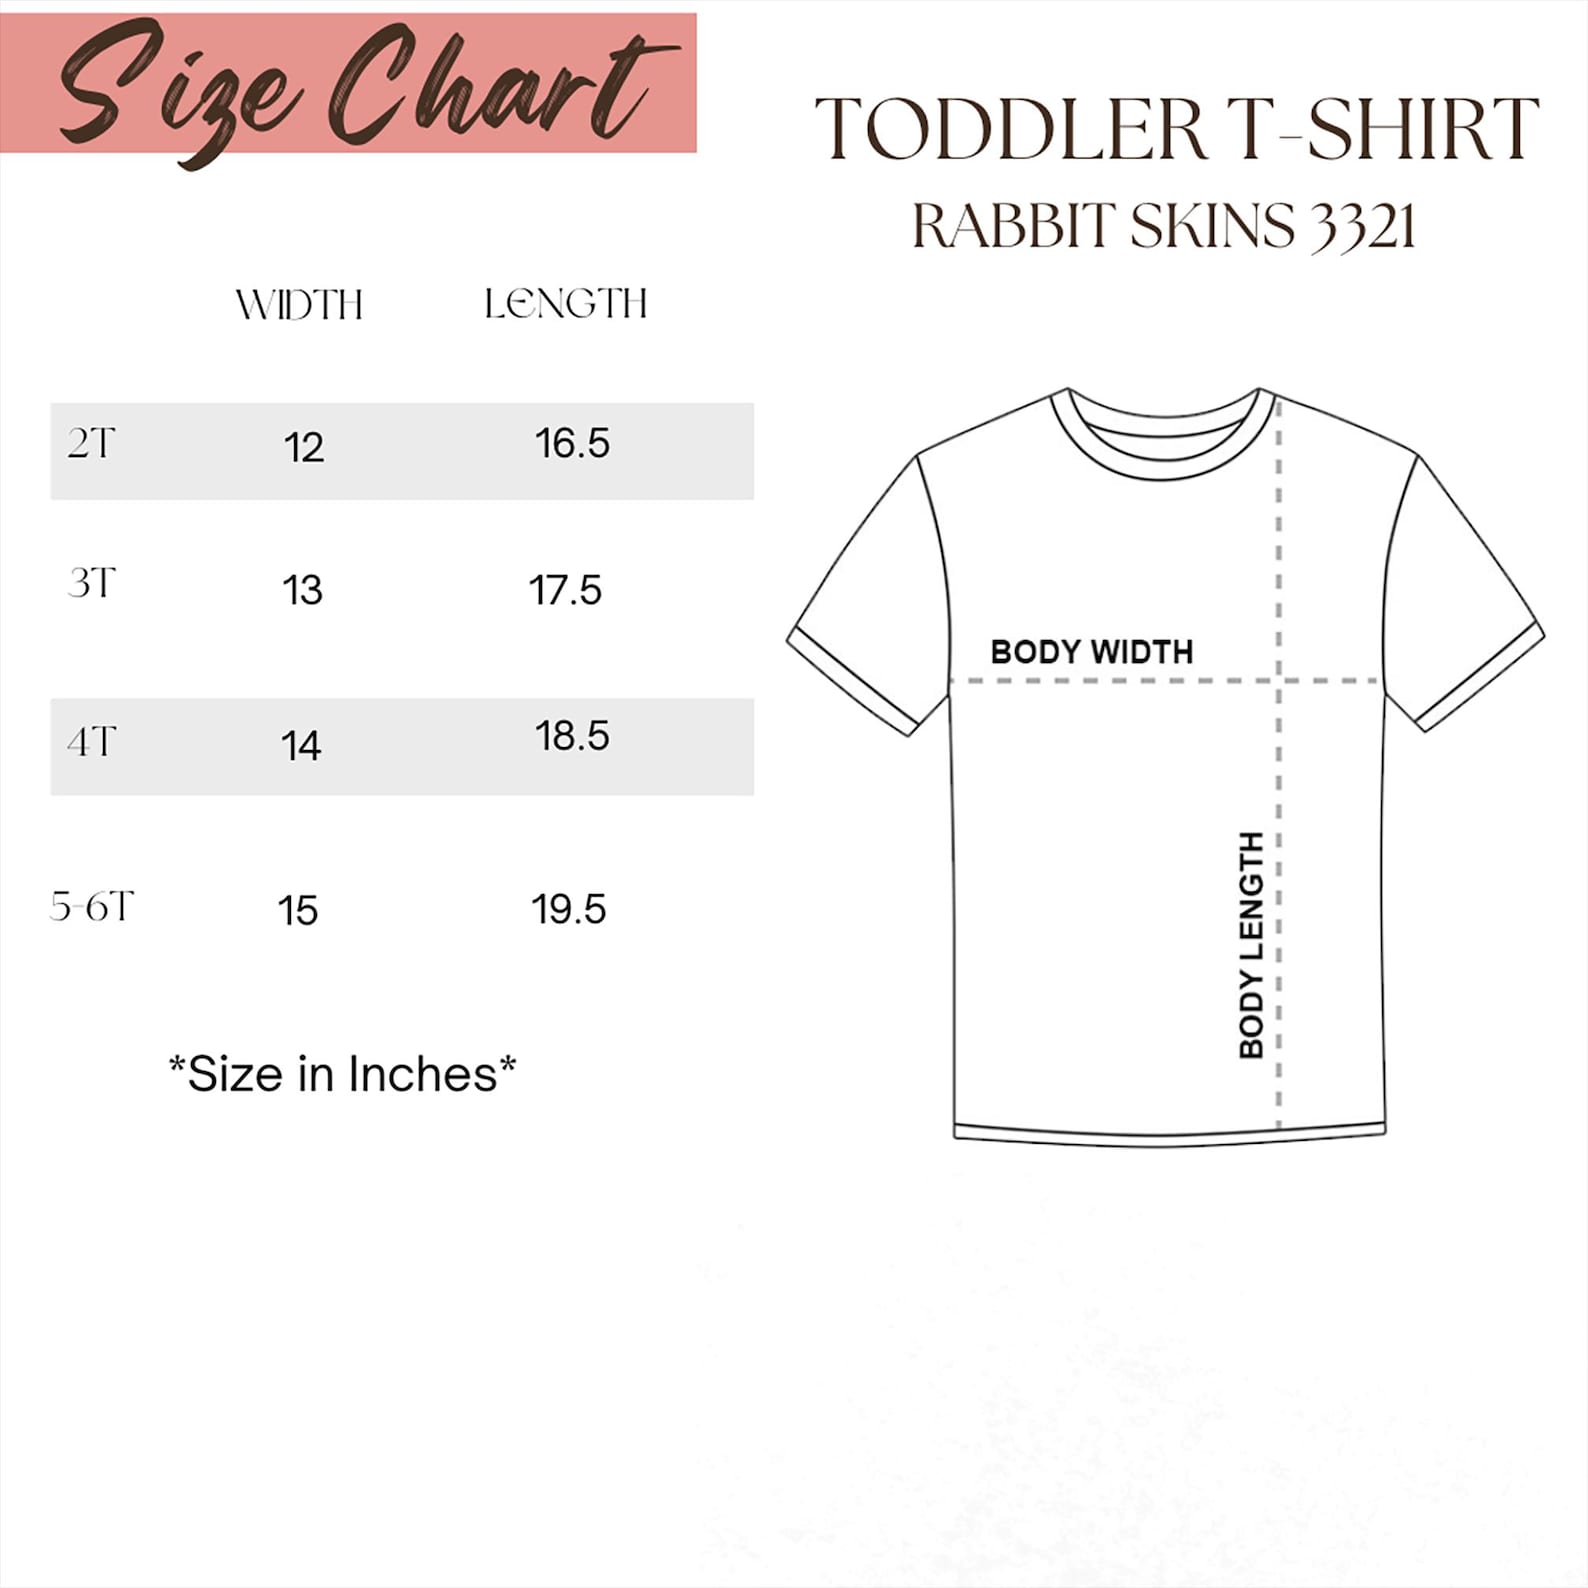 Size Chart
TODDLER T-SHIRT
RABBIT SKINS 3321
WIDTH LENGTH
2T 12 16.5
3T 13 17.5
4T 14 18.5
5-6T 15 19.5
*Size in Inches*
BODY WIDTH
BODY LENGTH